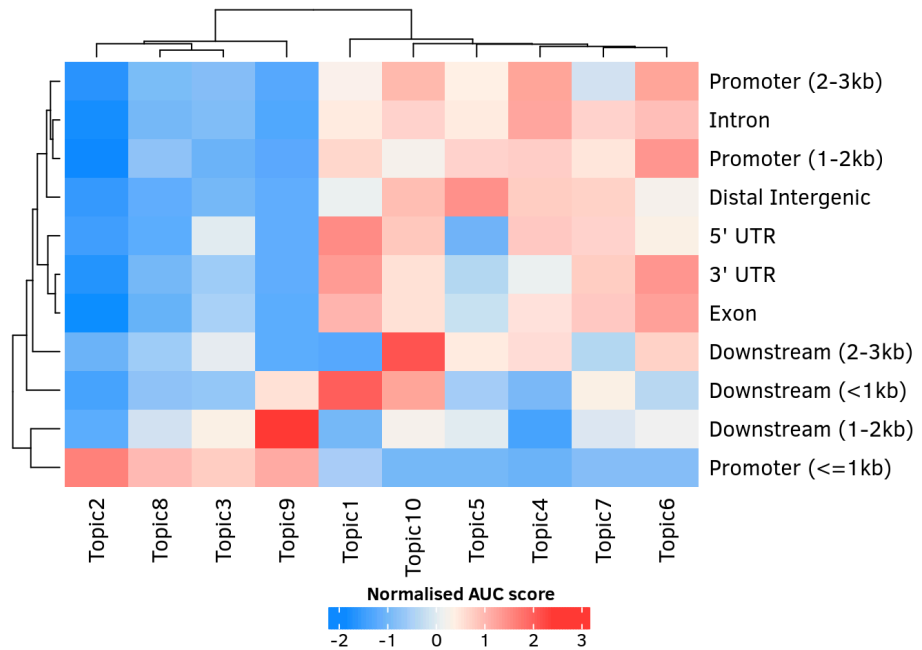 Promoter (2-3kb)
Intron
Promoter (1-2kb)
Distal Intergenic
5' UTR
3' UTR
Exon
Downstream (2-3kb)
Downstream (<1kb)
Downstream (1-2kb)
Promoter (<=1kb)
Topic2 Topic8 Topic3 Topic9 Topic1 Topic10 Topic5 Topic4 Topic7 Topic6
Normalised AUC score
-2 -1 0 1 2 3